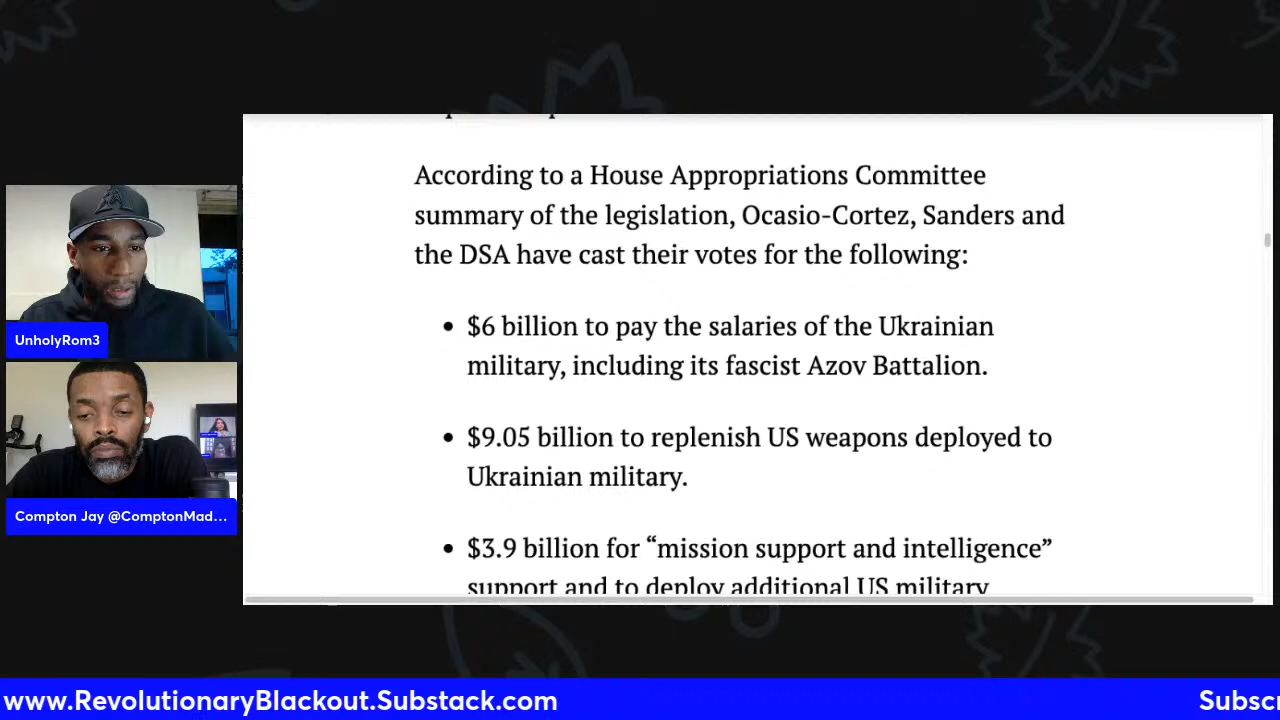 According to a House Appropriations Committee
summary of the legislation, Ocasio-Cortez, Sanders and
the DSA have cast their votes for the following:
• $6 billion to pay the salaries of the Ukrainian
military, including its fascist Azov Battalion.
• $9.05 billion to replenish US weapons deployed to
Ukrainian military.
• $3.9 billion for “mission support and intelligence”
support and to deploy additional US military
UnholyRom3
Compton Jay @ComptonMad...
www.RevolutionaryBlackout.Substack.com
Subscr